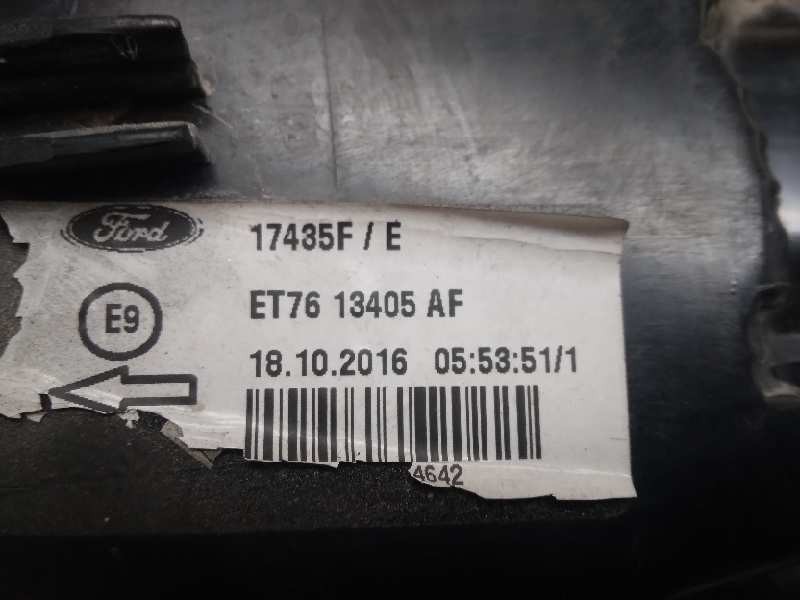 Ford
17435F / E
E9
ET76 13405 AF
18.10.2016 05:53:51/1
4642